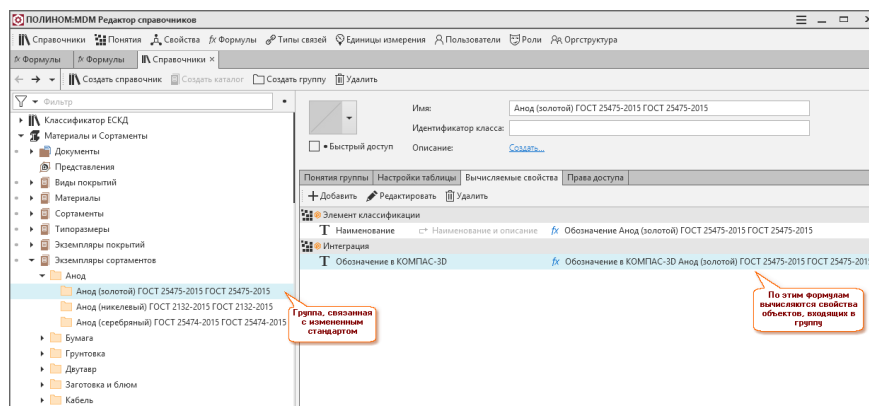 ПОЛИНОМ:MDM Редактор справочников
Справочники Понятия Свойства fx Формулы Типы связей Единицы измерения Пользователи Роли Оргструктура
fx Формулы fx Формулы Справочники ×
Создать справочник Создать каталог Создать группу Удалить
Фильтр
Классификатор ЕСКД
Материалы и Сортаменты
Документы
Представления
Виды покрытий
Материалы
Сортаменты
Типоразмеры
Экземпляры покрытий
Экземпляры сортаментов
Анод
Анод (золотой) ГОСТ 25475-2015 ГОСТ 25475-2015
Анод (никелевый) ГОСТ 2132-2015 ГОСТ 2132-2015
Анод (серебряный) ГОСТ 25474-2015 ГОСТ 25474-2015
Бумага
Грунтовка
Двутавр
Заготовка и блюм
Кабель
Группа, связанная
с измененным
стандартом
Имя: Анод (золотой) ГОСТ 25475-2015 ГОСТ 25475-2015
Идентификатор класса:
Быстрый доступ Описание: Создать...
Понятия группы Настройки таблицы Вычисляемые свойства Права доступа
Добавить Редактировать Удалить
Элемент классификации
T Наименование Наименование и описание fx Обозначение Анод (золотой) ГОСТ 25475-2015 ГОСТ 25475-2015
Интеграция
T Обозначение в КОМПАС-3D fx Обозначение в КОМПАС-3D Анод (золотой) ГОСТ 25475-2015 ГОСТ 25475-2015
По этим формулам
вычисляются свойства
объектов, входящих в
группу